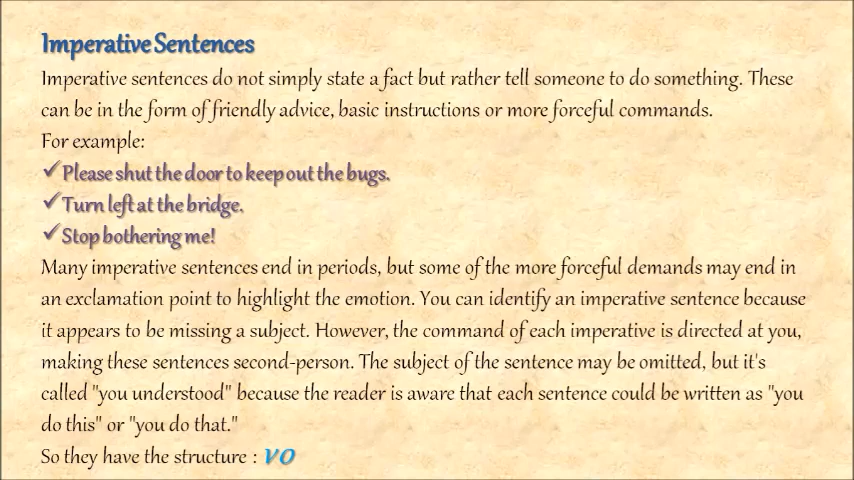 Imperative Sentences
Imperative sentences do not simply state a fact but rather tell someone to do something. These
can be in the form of friendly advice, basic instructions or more forceful commands.
For example:
✓Please shut the door to keep out the bugs.
✓Turn left at the bridge.
✓Stop bothering me!
Many imperative sentences end in periods, but some of the more forceful demands may end in
an exclamation point to highlight the emotion. You can identify an imperative sentence because
it appears to be missing a subject. However, the command of each imperative is directed at you,
making these sentences second-person. The subject of the sentence may be omitted, but it's
called "you understood" because the reader is aware that each sentence could be written as "you
do this" or "you do that."
So they have the structure : VO